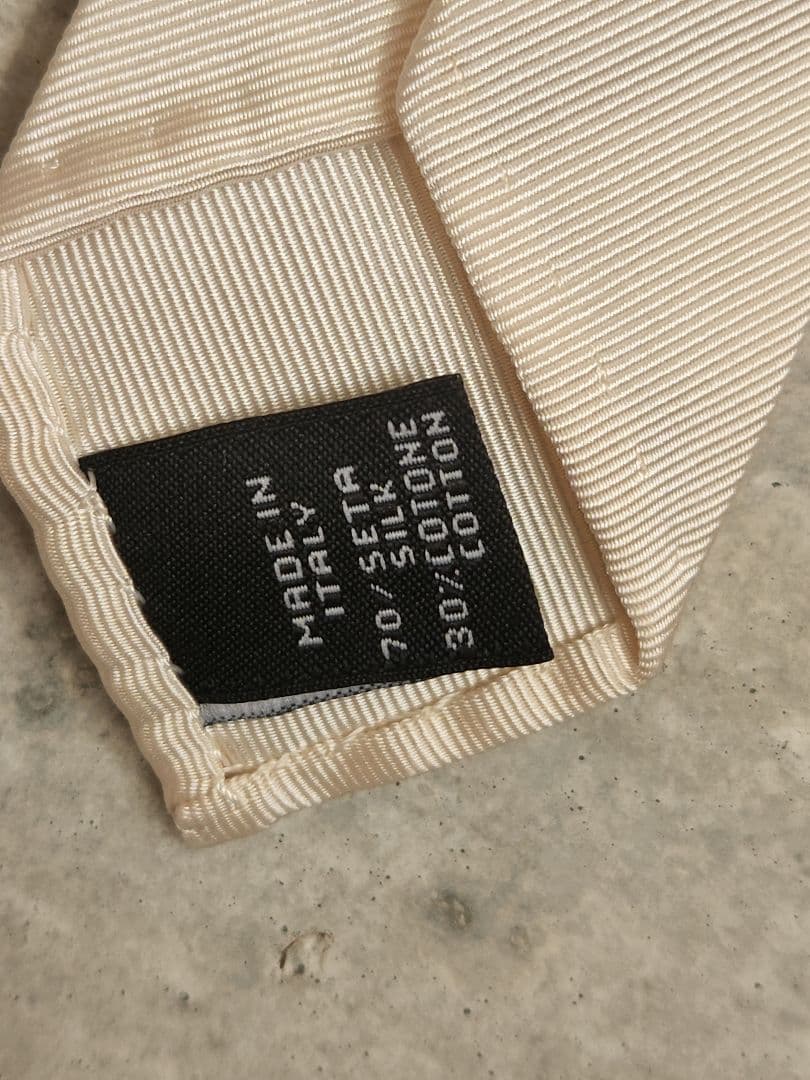 MADE IN
ITALY
70/ SETA
SILK
30% COTONE
COTTON